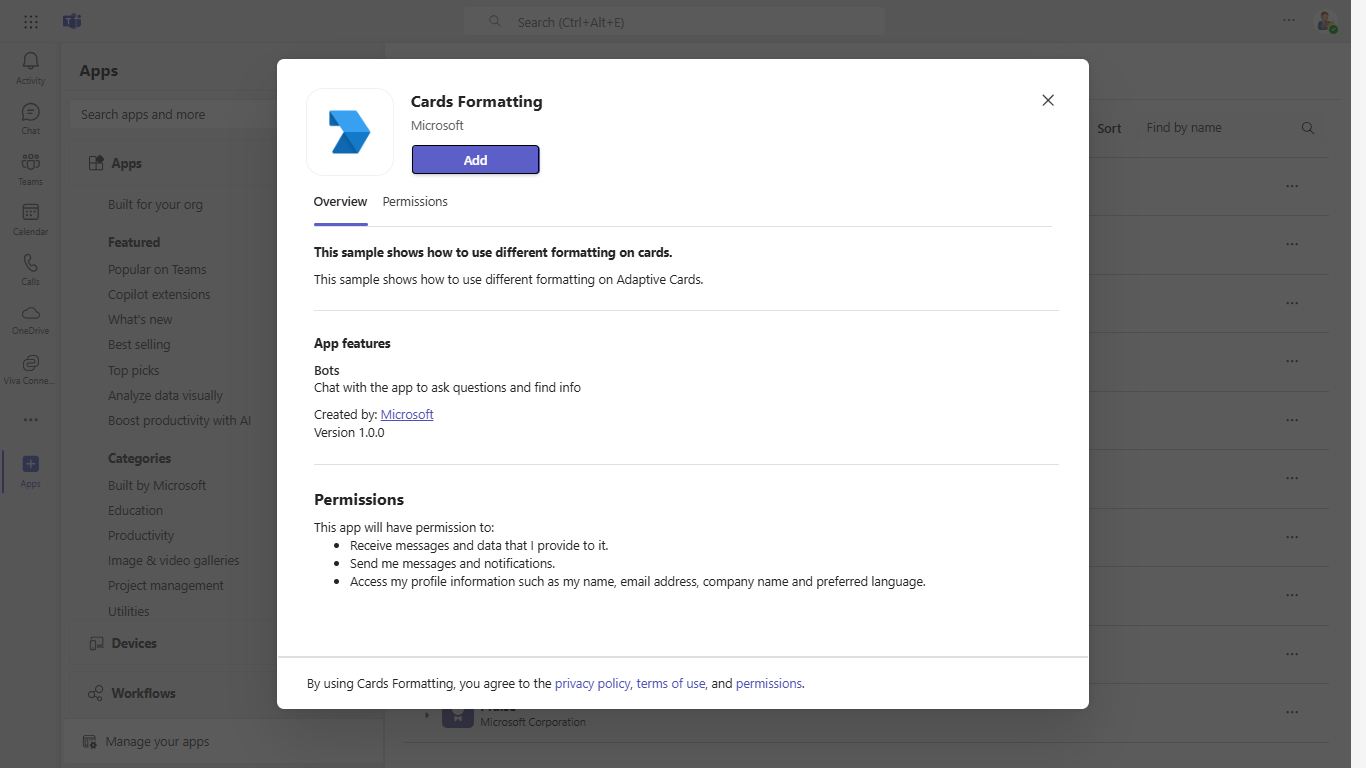 Search (Ctrl+Alt+E)
Activity
Chat
Teams
Calendar
Calls
OneDrive
Viva Conne...
Apps
Apps
Search apps and more
Apps
Built for your org
Featured
Popular on Teams
Copilot extensions
What's new
Best selling
Top picks
Analyze data visually
Boost productivity with AI
Categories
Built by Microsoft
Education
Productivity
Image & video galleries
Project management
Utilities
Devices
Workflows
Manage your apps
Sort
Find by name
Cards Formatting
Microsoft
Add
Overview
Permissions
This sample shows how to use different formatting on cards.
This sample shows how to use different formatting on Adaptive Cards.
App features
Bots
Chat with the app to ask questions and find info
Created by: Microsoft
Version 1.0.0
Permissions
This app will have permission to:
• Receive messages and data that I provide to it.
• Send me messages and notifications.
• Access my profile information such as my name, email address, company name and preferred language.
By using Cards Formatting, you agree to the privacy policy, terms of use, and permissions.
Microsoft Corporation